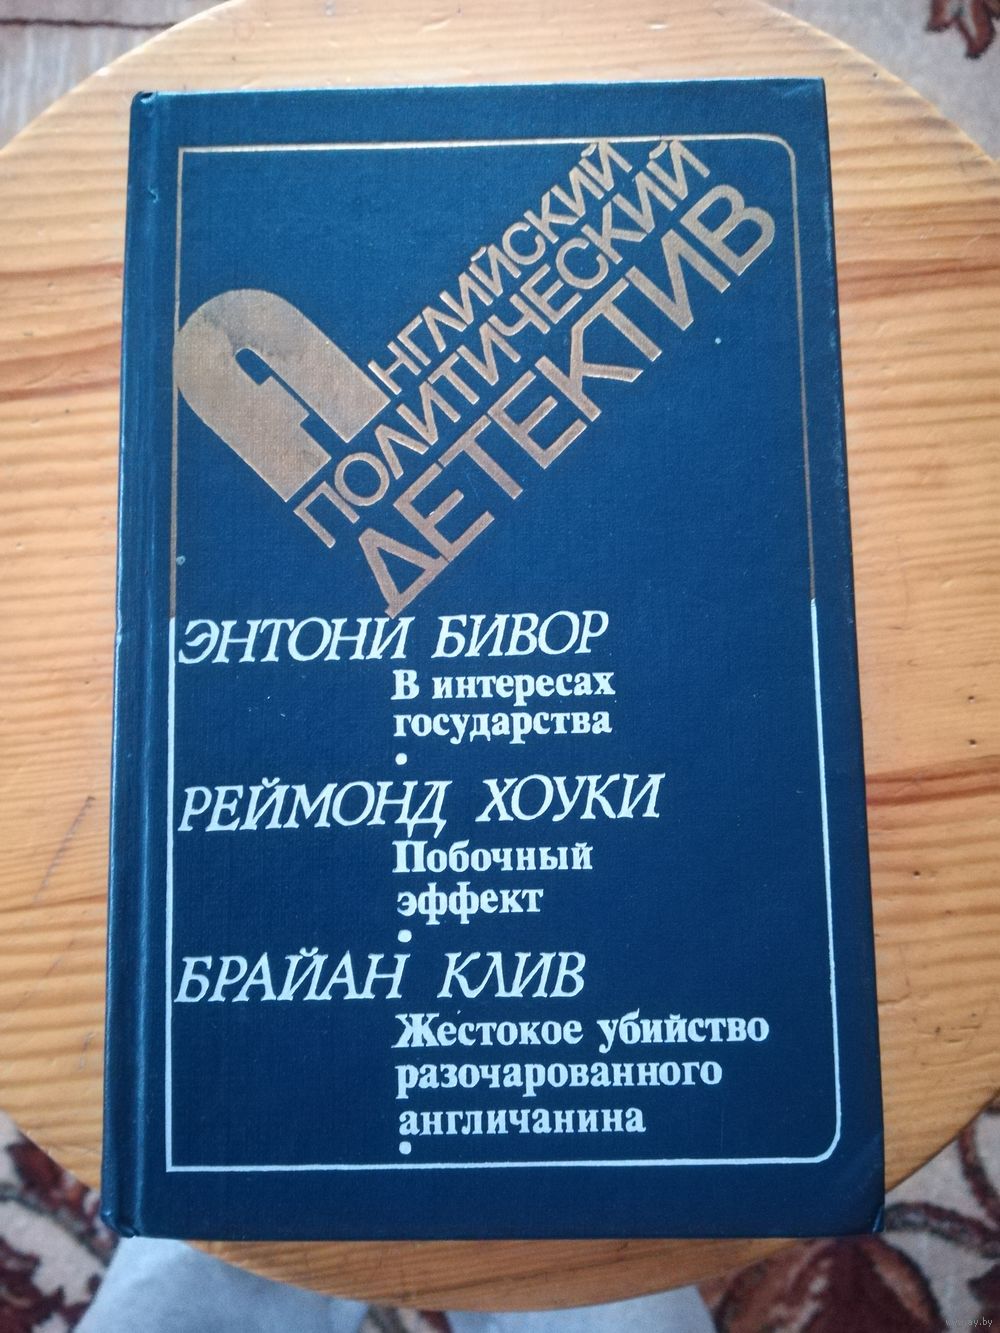 АНГЛИЙСКИЙ
ПОЛИТИЧЕСКИЙ
ДЕТЕКТИВ
ЭНТОНИ БИВОР
В интересах
государства
РЕЙМОНД ХОУКИ
Побочный
эффект
БРАЙАН КЛИВ
Жестокое убийство
разочарованного
англичанина